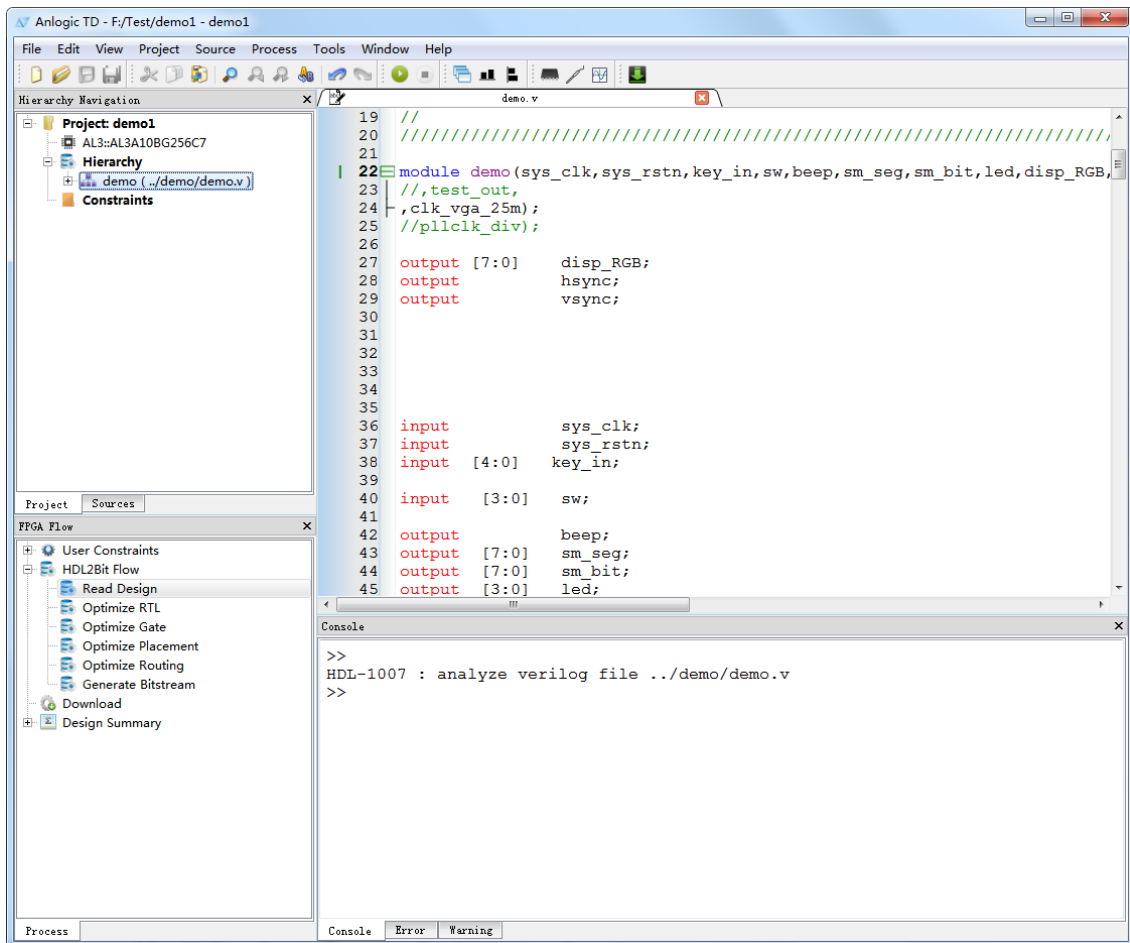 Anlogic TD - F:/Test/demo1 - demo1
File Edit View Project Source Process Tools Window Help
Hierarchy Navigation
Project: demo1
AL3::AL3A10BG256C7
Hierarchy
demo ( ../demo/demo.v )
Constraints
Project Sources
FPGA Flow
User Constraints
HDL2Bit Flow
Read Design
Optimize RTL
Optimize Gate
Optimize Placement
Optimize Routing
Generate Bitstream
Download
Design Summary
Process
demo.v
19 //
20 //////////////////////////////////////////////////////////////////////
21
22 module demo(sys_clk,sys_rstn,key_in,sw,beep,sm_seg,sm_bit,led,disp_RGB,
23 //,test_out,
24 ,clk_vga_25m);
25 //pllclk_div);
26
27 output [7:0] disp_RGB;
28 output hsync;
29 output vsync;
30
31
32
33
34
35
36 input sys_clk;
37 input sys_rstn;
38 input [4:0] key_in;
39
40 input [3:0] sw;
41
42 output beep;
43 output [7:0] sm_seg;
44 output [7:0] sm_bit;
45 output [3:0] led;
Console
>>
HDL-1007 : analyze verilog file ../demo/demo.v
>>
Console Error Warning